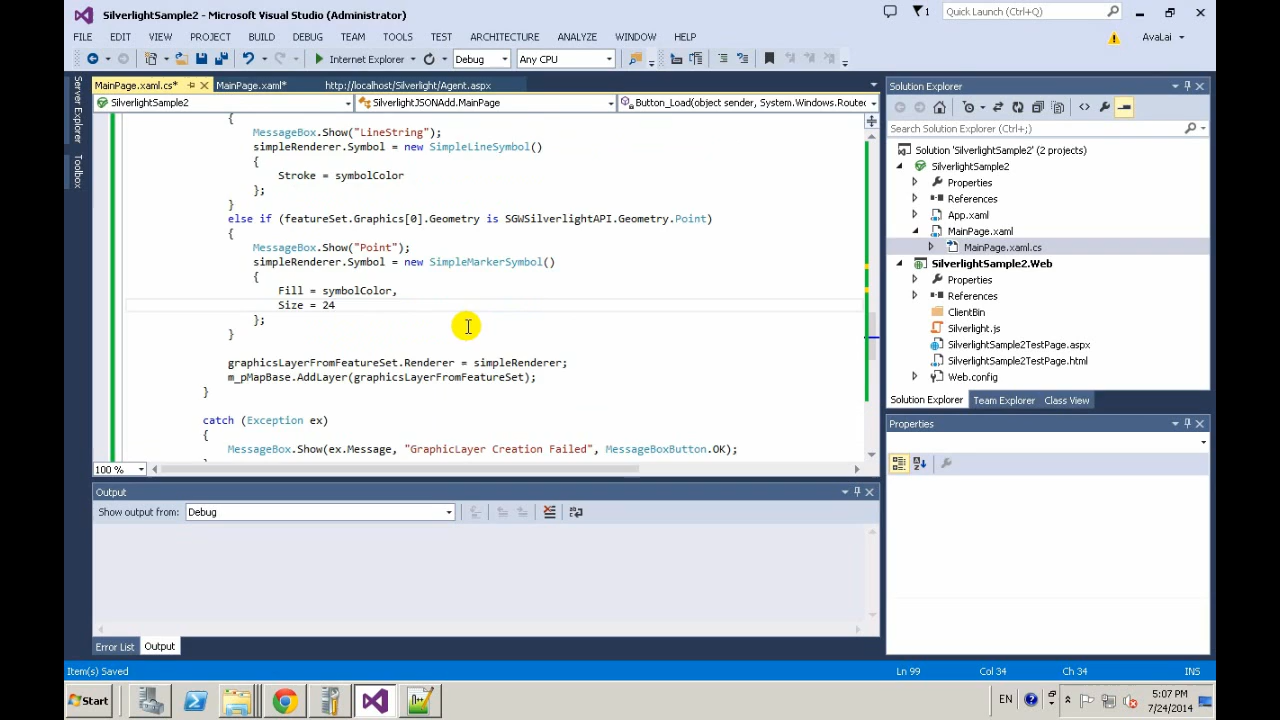 SilverlightSample2 - Microsoft Visual Studio (Administrator)
1
Quick Launch (Ctrl+Q)
FILE EDIT VIEW PROJECT BUILD DEBUG TEAM TOOLS TEST ARCHITECTURE ANALYZE WINDOW HELP
AvaLai
Internet Explorer
Debug
Any CPU
Server Explorer
Toolbox
MainPage.xaml.cs*
MainPage.xaml*
http://localhost/Silverlight/Agent.aspx
SilverlightSample2
SilverlightJSONAdd.MainPage
Button_Load(object sender, System.Windows.Route
{
MessageBox.Show("LineString");
simpleRenderer.Symbol = new SimpleLineSymbol()
{
Stroke = symbolColor
};
}
else if (featureSet.Graphics[0].Geometry is SGWSilverlightAPI.Geometry.Point)
{
MessageBox.Show("Point");
simpleRenderer.Symbol = new SimpleMarkerSymbol()
{
Fill = symbolColor,
Size = 24
};
}
graphicsLayerFromFeatureSet.Renderer = simpleRenderer;
m_pMapBase.AddLayer(graphicsLayerFromFeatureSet);
}
catch (Exception ex)
{
MessageBox.Show(ex.Message, "GraphicLayer Creation Failed", MessageBoxButton.OK);
100 %
Output
Show output from: Debug
Error List
Output
Solution Explorer
Search Solution Explorer (Ctrl+;)
Solution 'SilverlightSample2' (2 projects)
SilverlightSample2
Properties
References
App.xaml
MainPage.xaml
MainPage.xaml.cs
SilverlightSample2.Web
Properties
References
ClientBin
Silverlight.js
SilverlightSample2TestPage.aspx
SilverlightSample2TestPage.html
Web.config
Solution Explorer Team Explorer Class View
Properties
Item(s) Saved
Ln 99
Col 34
Ch 34
INS
Start
EN
5:07 PM
7/24/2014